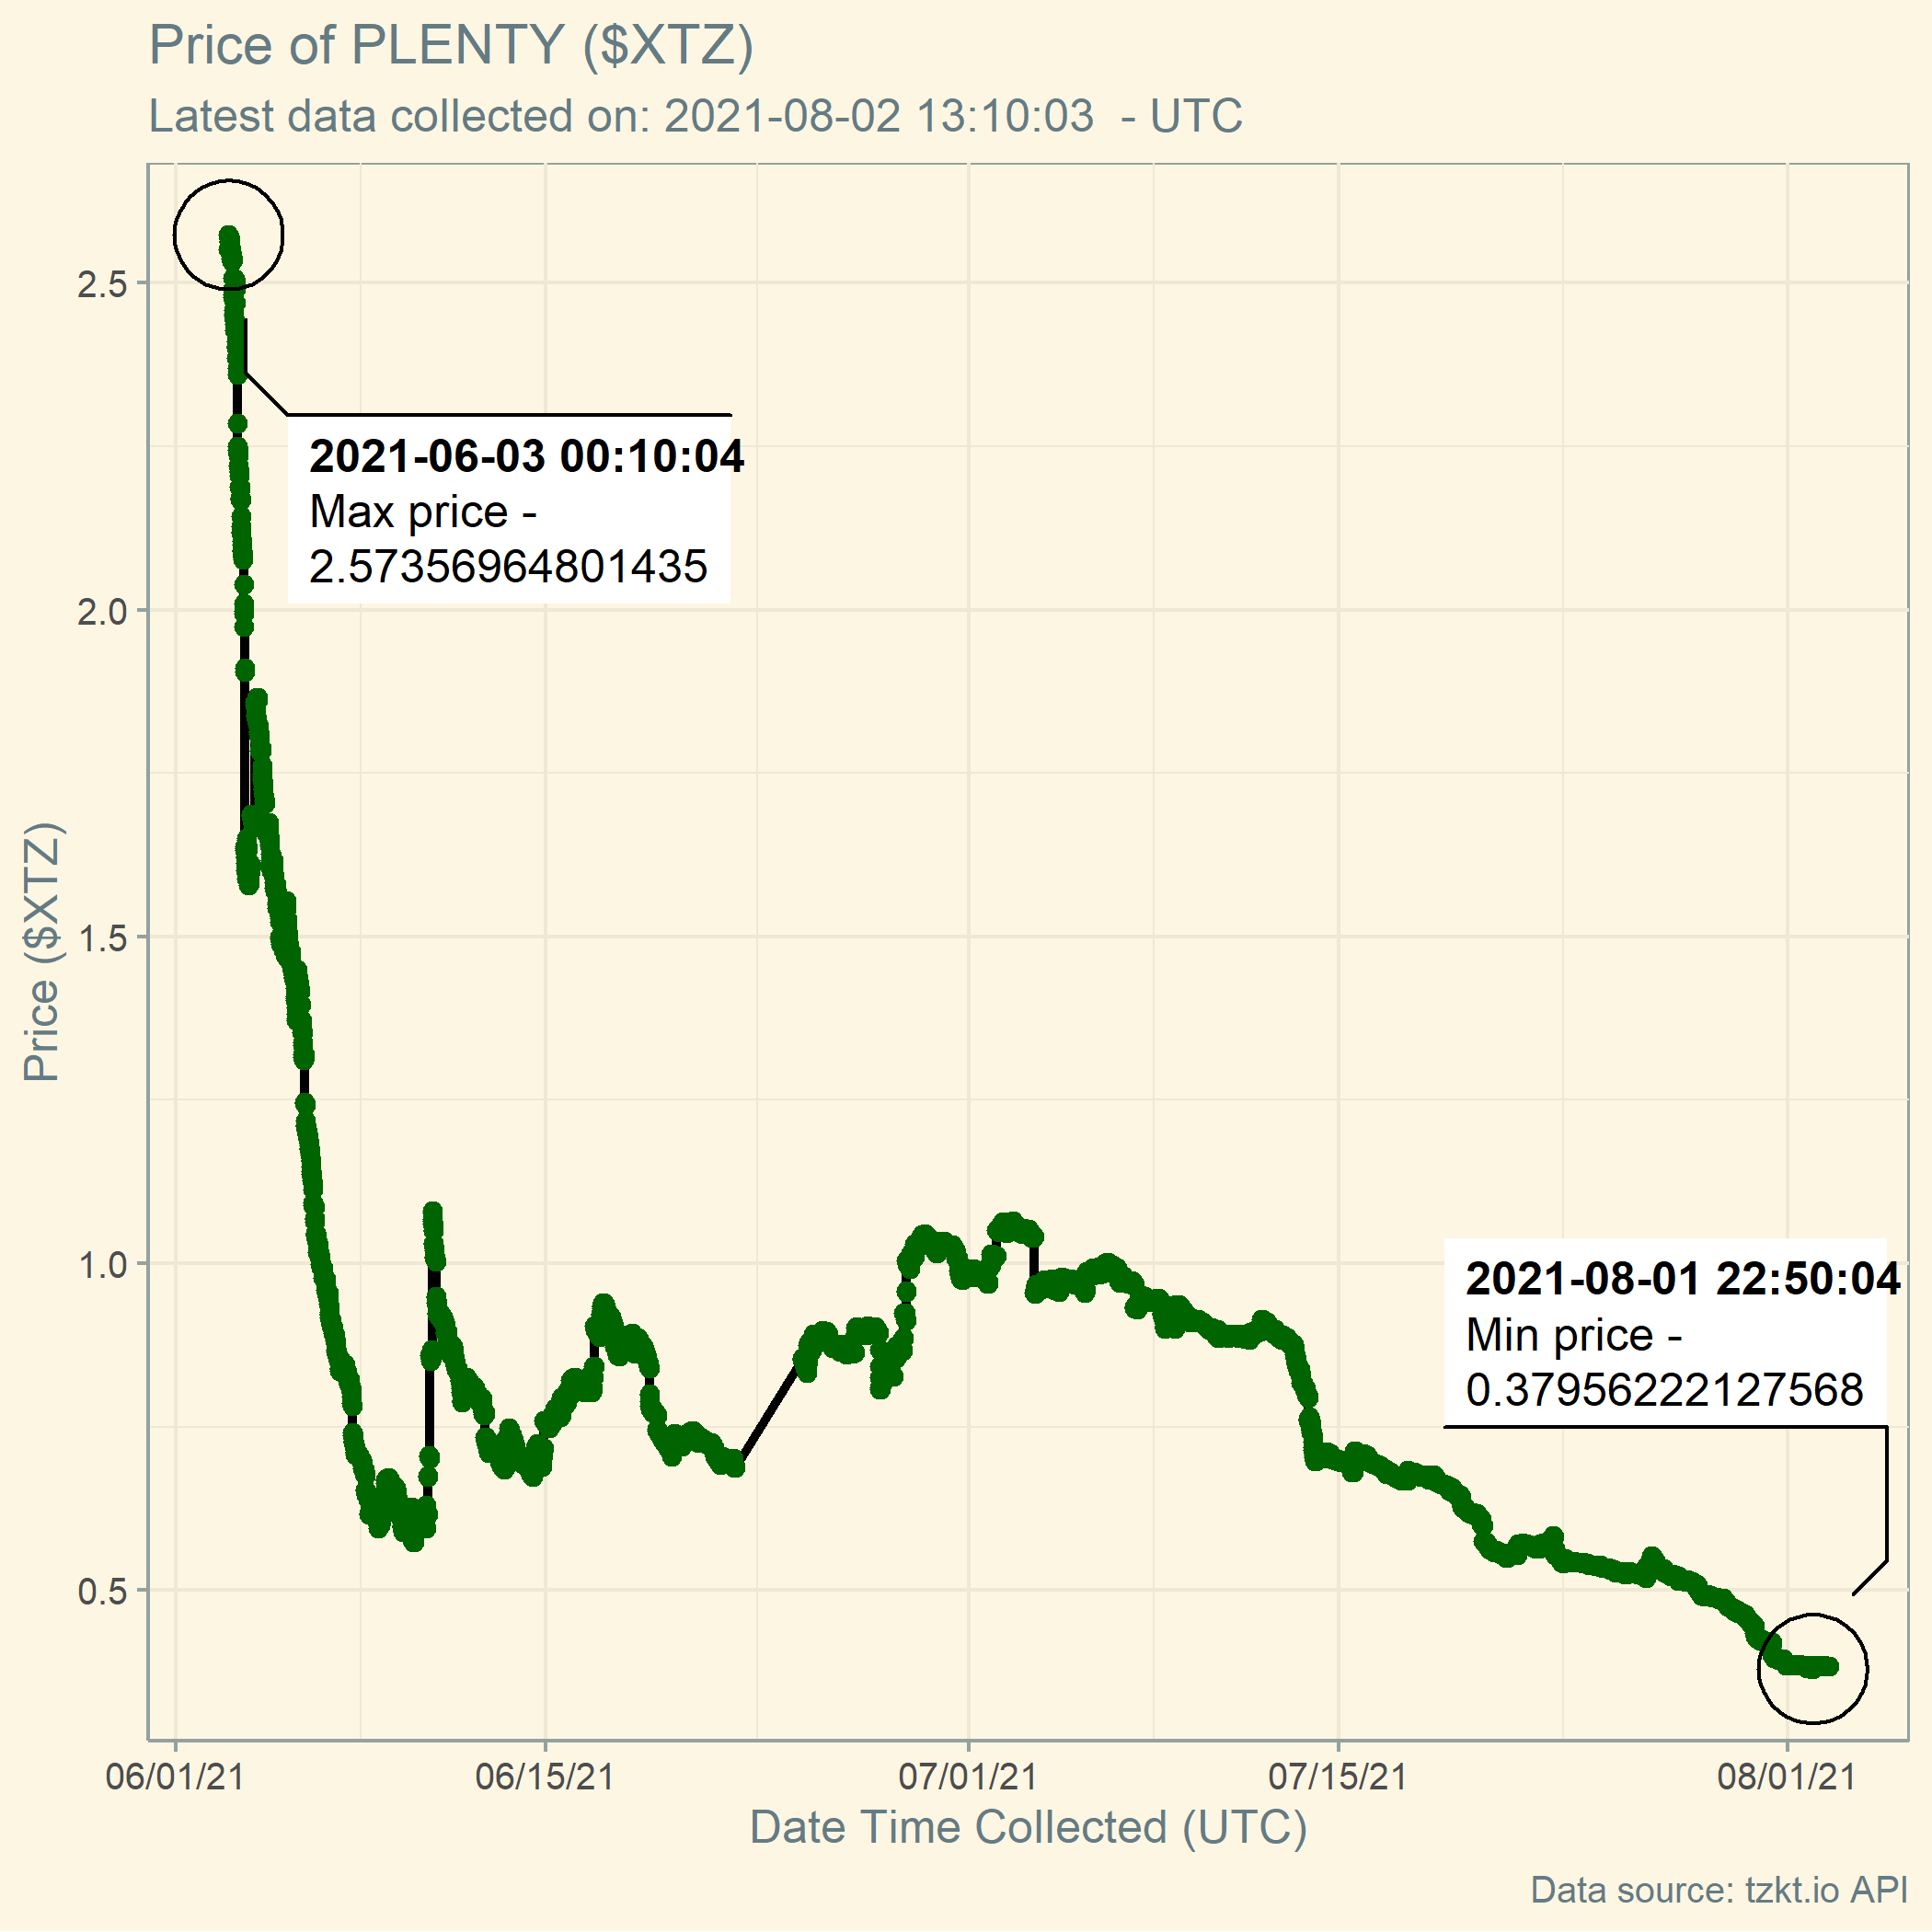 Price of PLENTY ($XTZ)
Latest data collected on: 2021-08-02 13:10:03  - UTC
2.5
2021-06-03 00:10:04
Max price -
2.57356964801435
2.0
1.5
Price ($XTZ)
1.0
2021-08-01 22:50:04
Min price -
0.37956222127568
0.5
06/01/21 06/15/21 07/01/21 07/15/21 08/01/21
Date Time Collected (UTC)
Data source: tzkt.io API